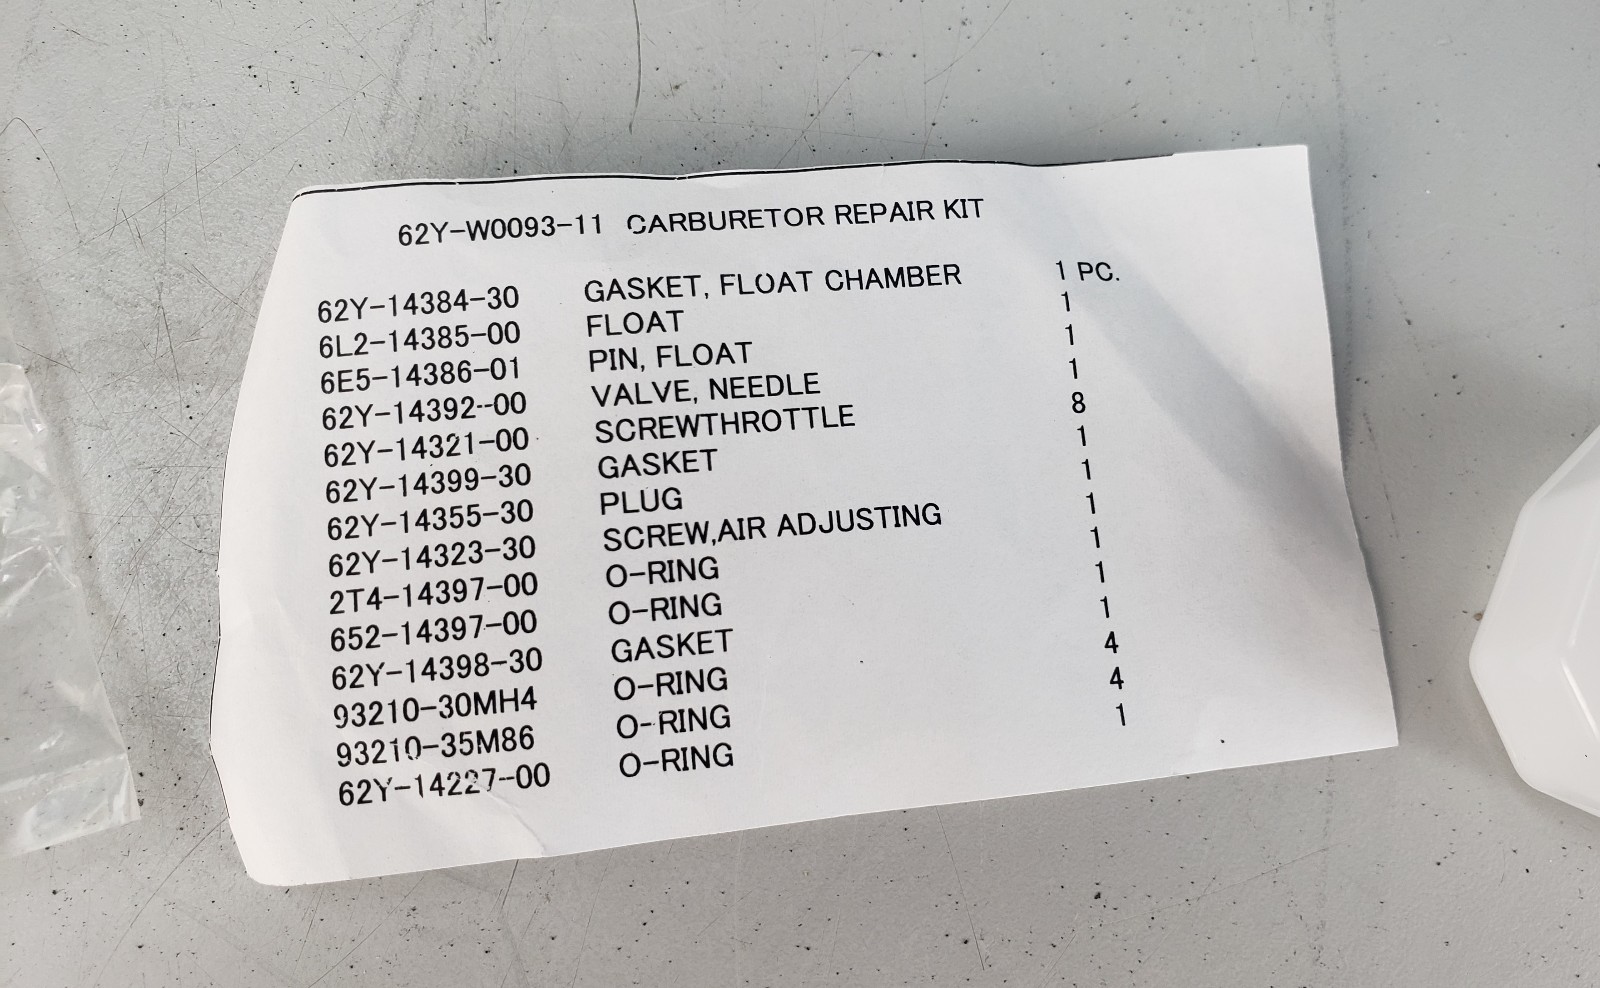 62Y-W0093-11 CARBURETOR REPAIR KIT
62Y-14384-30 GASKET, FLOAT CHAMBER 1 PC.
6L2-14385-00 FLOAT 1
6E5-14386-01 PIN, FLOAT 1
62Y-14392-00 VALVE, NEEDLE 1
62Y-14321-00 SCREWTHROTTLE 8
62Y-14399-30 GASKET 1
62Y-14355-30 PLUG 1
62Y-14323-30 SCREW,AIR ADJUSTING 1
2T4-14397-00 O-RING 1
652-14397-00 O-RING 1
62Y-14398-30 GASKET 1
93210-30MH4 O-RING 4
93210-35M86 O-RING 4
62Y-14227-00 O-RING 1